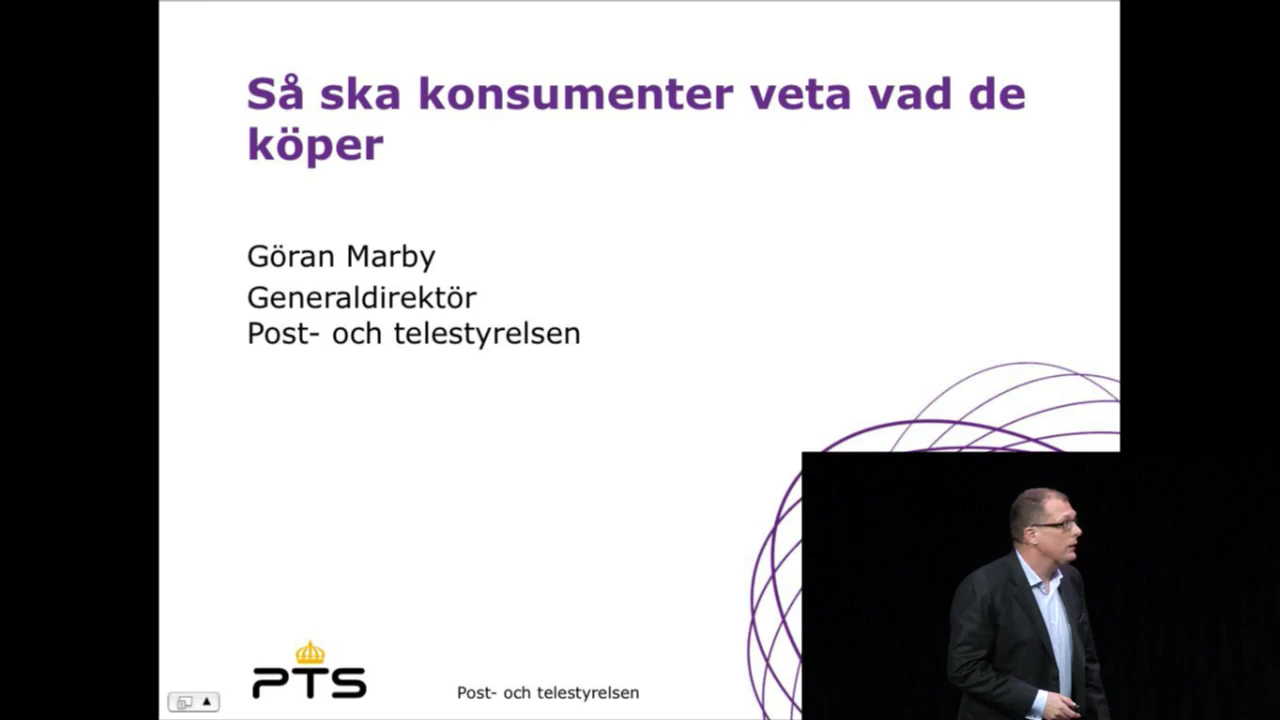 Så ska konsumenter veta vad de
köper
Göran Marby
Generaldirektör
Post- och telestyrelsen
PTS
Post- och telestyrelsen